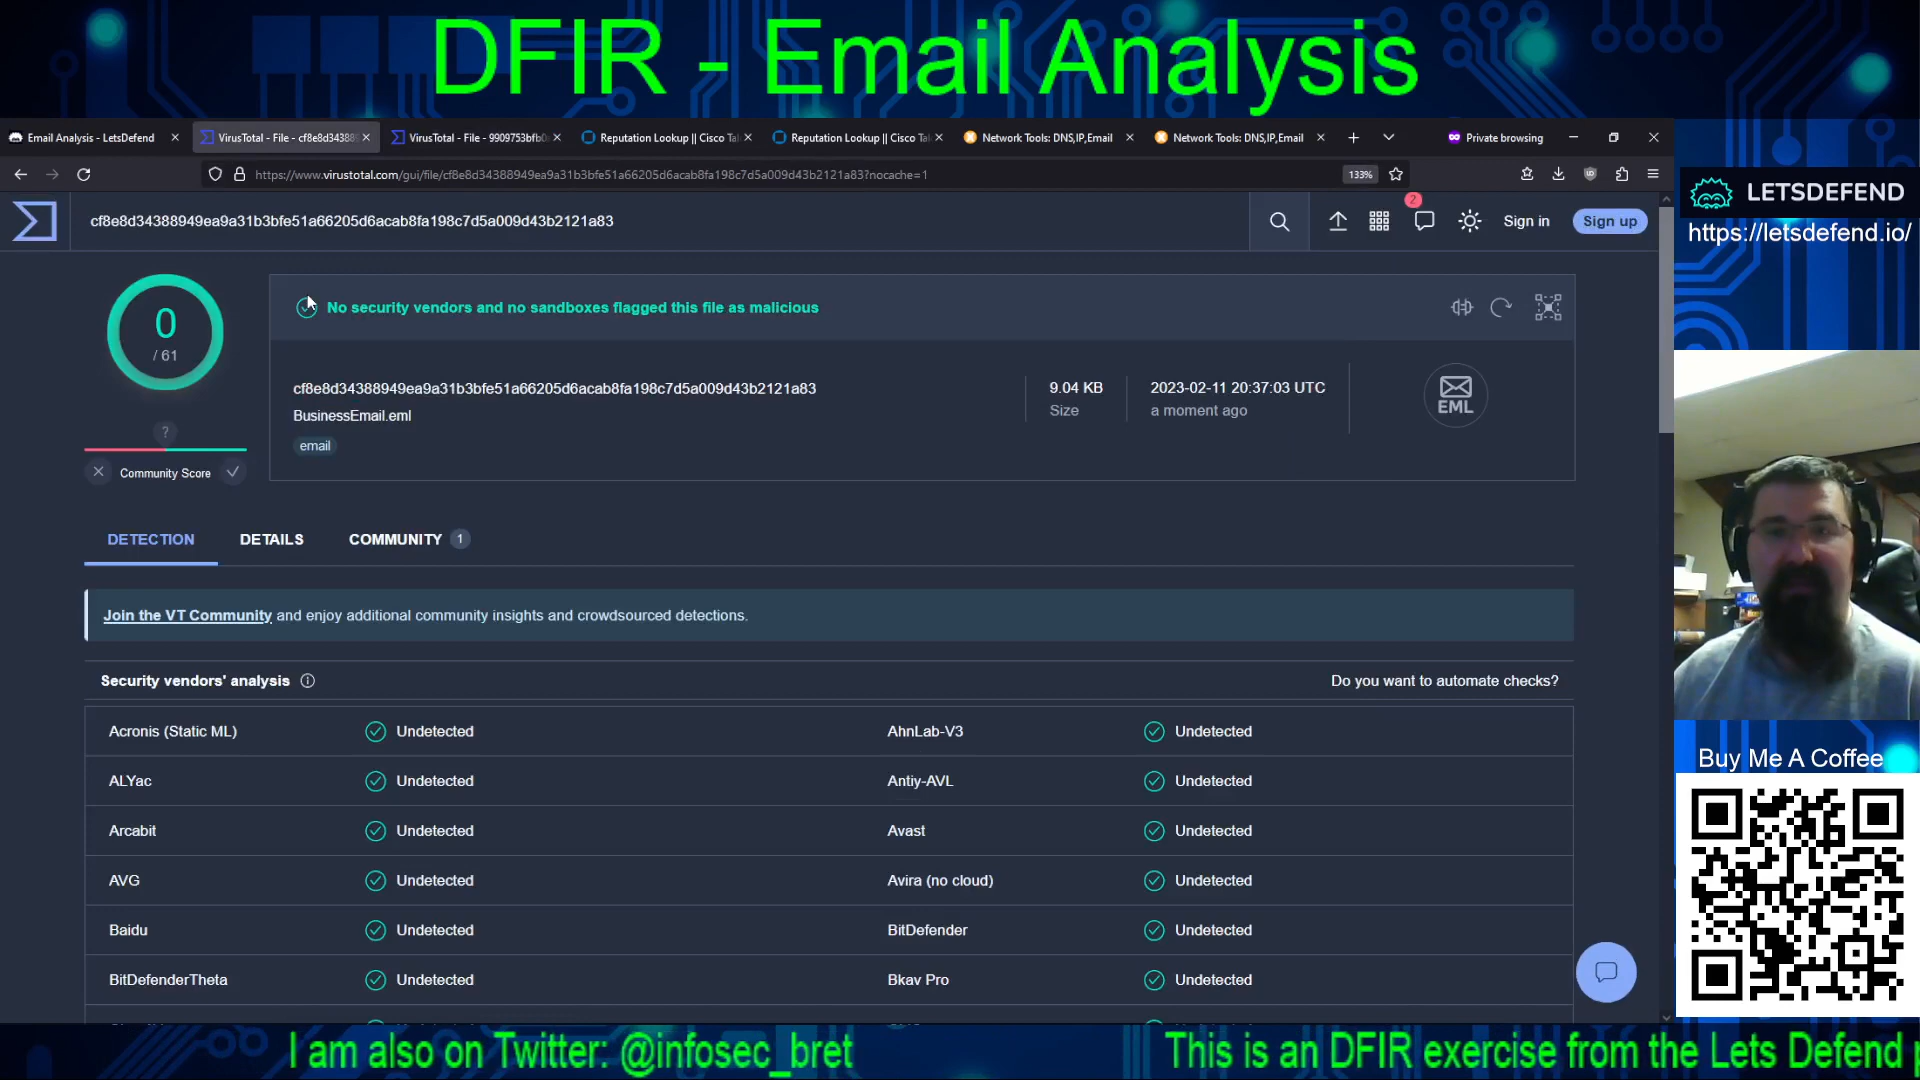 DFIR - Email Analysis
Email Analysis - LetsDefend
VirusTotal - File - cf8e8d34388
VirusTotal - File - 9909753bfb0
Reputation Lookup || Cisco Tal
Reputation Lookup || Cisco Tal
Network Tools: DNS,IP,Email
Network Tools: DNS,IP,Email
Private browsing
https://www.virustotal.com/gui/file/cf8e8d34388949ea9a31b3bfe51a66205d6acab8fa198c7d5a009d43b2121a83?nocache=1
133%
LETSDEFEND
https://letsdefend.io/
cf8e8d34388949ea9a31b3bfe51a66205d6acab8fa198c7d5a009d43b2121a83
2
Sign in
Sign up
0
/ 61
No security vendors and no sandboxes flagged this file as malicious
cf8e8d34388949ea9a31b3bfe51a66205d6acab8fa198c7d5a009d43b2121a83
BusinessEmail.eml
email
9.04 KB
Size
2023-02-11 20:37:03 UTC
a moment ago
EML
?
Community Score
DETECTION
DETAILS
COMMUNITY 1
Join the VT Community and enjoy additional community insights and crowdsourced detections.
Security vendors' analysis
Do you want to automate checks?
Acronis (Static ML) Undetected AhnLab-V3 Undetected
ALYac Undetected Antiy-AVL Undetected
Arcabit Undetected Avast Undetected
AVG Undetected Avira (no cloud) Undetected
Baidu Undetected BitDefender Undetected
BitDefenderTheta Undetected Bkav Pro Undetected
Buy Me A Coffee
I am also on Twitter: @infosec_bret
This is an DFIR exercise from the Lets Defend p